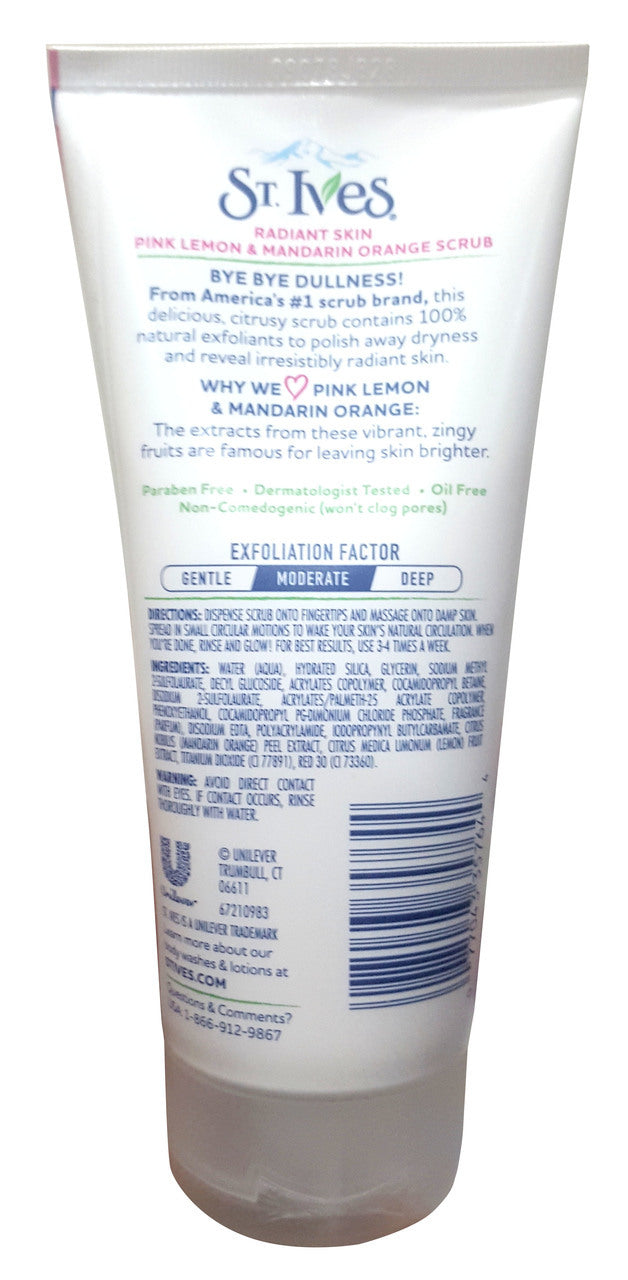 ST. Ives
RADIANT SKIN
PINK LEMON & MANDARIN ORANGE SCRUB
BYE BYE DULLNESS!
From America's #1 scrub brand, this
delicious, citrusy scrub contains 100%
natural exfoliants to polish away dryness
and reveal irresistibly radiant skin.
WHY WE PINK LEMON
& MANDARIN ORANGE:
The extracts from these vibrant, zingy
fruits are famous for leaving skin brighter.
Paraben Free • Dermatologist Tested • Oil Free
Non-Comedogenic (won't clog pores)
EXFOLIATION FACTOR
GENTLE MODERATE DEEP
DIRECTIONS: DISPENSE SCRUB ONTO FINGERTIPS AND MASSAGE ONTO DAMP SKIN.
SPREAD IN SMALL CIRCULAR MOTIONS TO WAKE YOUR SKIN'S NATURAL CIRCULATION. WHEN
YOU'RE DONE, RINSE AND GLOW! FOR BEST RESULTS, USE 3-4 TIMES A WEEK.
INGREDIENTS: WATER (AQUA), HYDRATED SILICA, GLYCERIN, SODIUM METHYL
2-SULFOLAURATE, DECYL GLUCOSIDE, ACRYLATES COPOLYMER, COCAMIDOPROPYL BETAINE,
DISODIUM 2-SULFOLAURATE, ACRYLATES/PALMETH-25 ACRYLATE COPOLYMER,
PHENOXYETHANOL, COCAMIDOPROPYL PG-DIMONIUM CHLORIDE PHOSPHATE, FRAGRANCE
(PARFUM), DISODIUM EDTA, POLYACRYLAMIDE, IODOPROPYNYL BUTYLCARBAMATE, CITRUS
NOBILIS (MANDARIN ORANGE) PEEL EXTRACT, CITRUS MEDICA LIMONUM (LEMON) FRUIT
EXTRACT, TITANIUM DIOXIDE (CI 77891), RED 30 (CI 73360).
WARNING: AVOID DIRECT CONTACT
WITH EYES. IF CONTACT OCCURS, RINSE
THOROUGHLY WITH WATER.
Unilever
© UNILEVER
TRUMBULL, CT
06611
67210983
ST. IVES IS A UNILEVER TRADEMARK
Learn more about our
body washes & lotions at
STIVES.COM
Questions & Comments?
USA: 1-866-912-9867